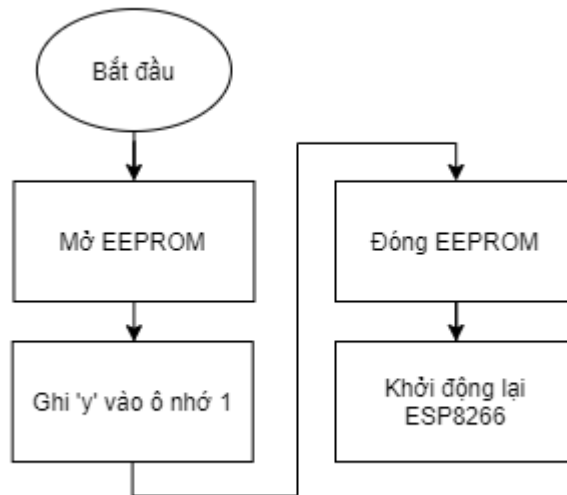 Bắt đầu
Mở EEPROM
Ghi 'y' vào ô nhớ 1
Đóng EEPROM
Khởi động lại
ESP8266